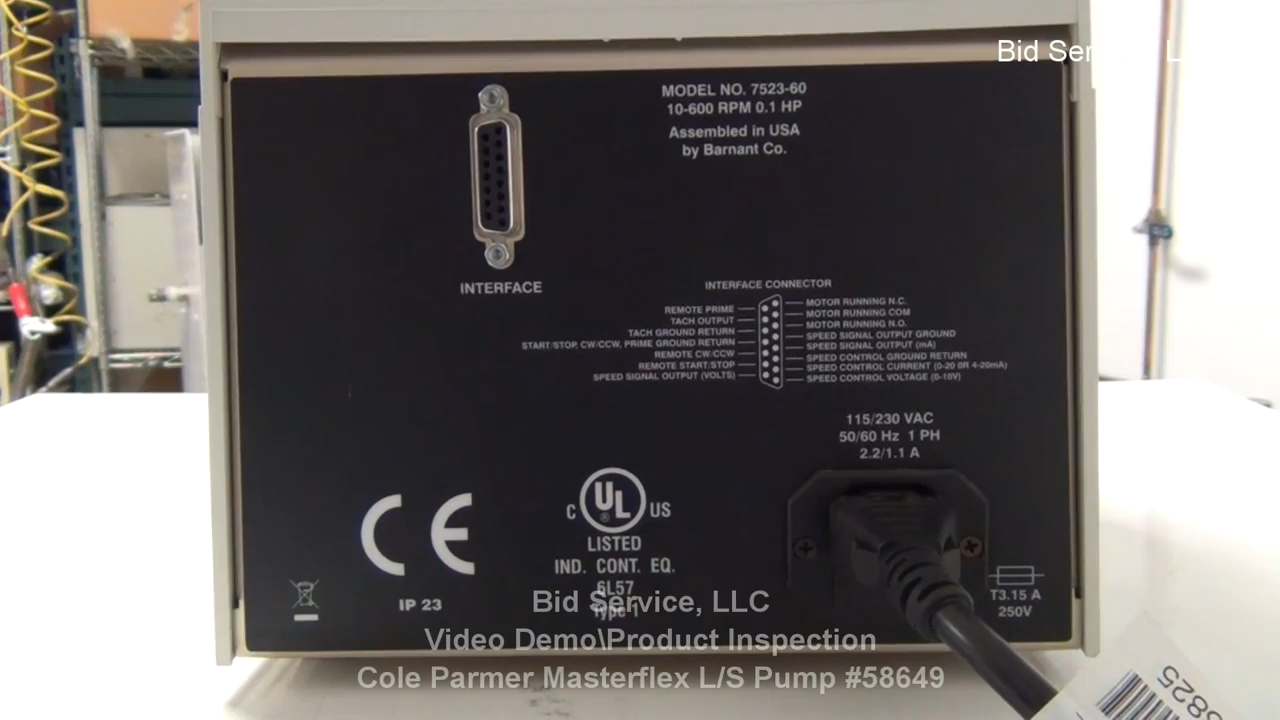 Bid Ser
L
MODEL NO. 7523-60
10-600 RPM 0.1 HP
Assembled in USA
by Barnant Co.
INTERFACE
INTERFACE CONNECTOR
REMOTE PRIME
TACH OUTPUT
TACH GROUND RETURN
START/STOP, CW/CCW, PRIME GROUND RETURN
REMOTE CW/CCW
REMOTE START/STOP
SPEED SIGNAL OUTPUT (VOLTS)
MOTOR RUNNING N.C.
MOTOR RUNNING COM
MOTOR RUNNING N.O.
SPEED SIGNAL OUTPUT GROUND
SPEED SIGNAL OUTPUT (mA)
SPEED CONTROL GROUND RETURN
SPEED CONTROL CURRENT (0-20 0R 4-20mA)
SPEED CONTROL VOLTAGE (0-10V)
115/230 VAC
50/60 Hz 1 PH
2.2/1.1 A
CE
C UL ® US
LISTED
IND. CONT. EQ.
6L57
Type 1
IP 23
T3.15 A
250V
Bid Service, LLC
Video Demo\Product Inspection
Cole Parmer Masterflex L/S Pump #58649
8825